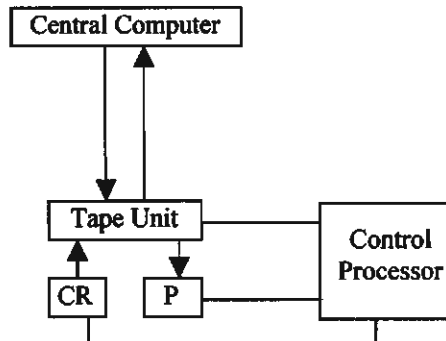 Central Computer
Tape Unit
Control
Processor
CR
P